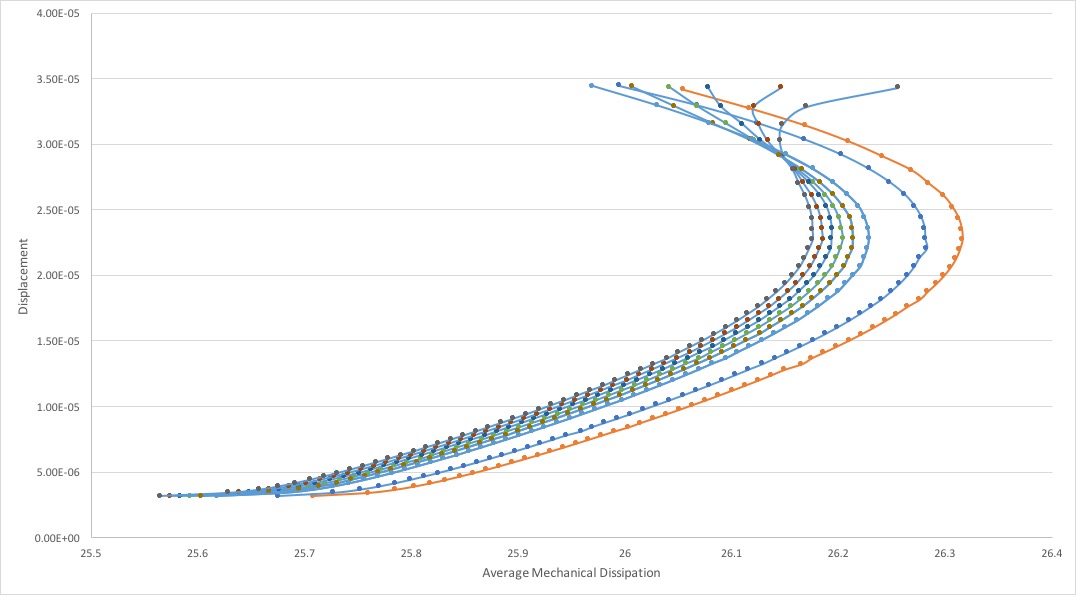 4.00E-05
3.50E-05
3.00E-05
2.50E-05
2.00E-05
1.50E-05
1.00E-05
5.00E-06
0.00E+00
Displacement
25.5 25.6 25.7 25.8 25.9 26 26.1 26.2 26.3 26.4
Average Mechanical Dissipation